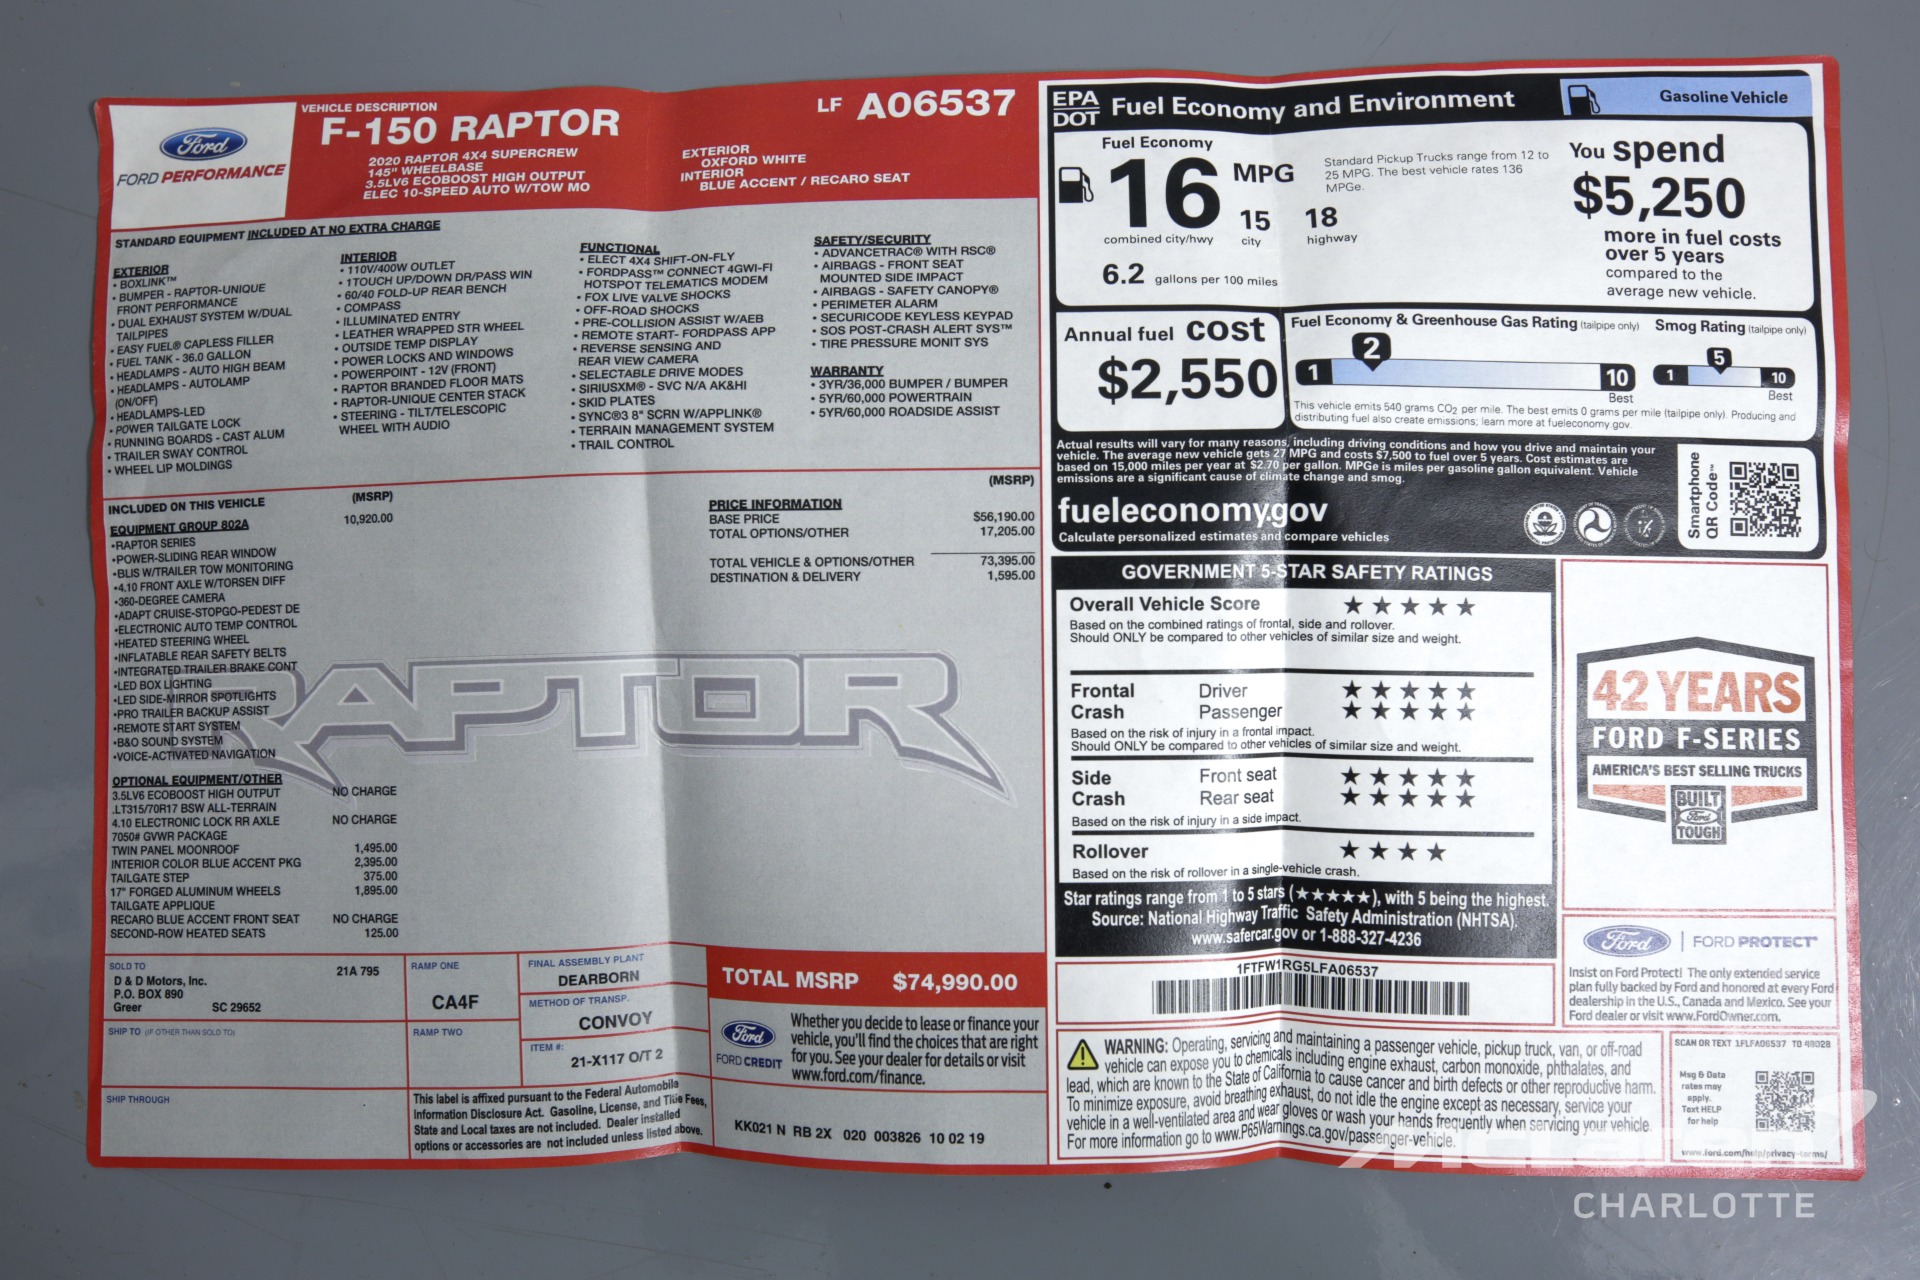 Ford
FORD PERFORMANCE
VEHICLE DESCRIPTION
F-150 RAPTOR
2020 RAPTOR 4X4 SUPERCREW
145" WHEELBASE
3.5LV6 ECOBOOST HIGH OUTPUT
ELEC 10-SPEED AUTO W/TOW MO
LF A06537
EXTERIOR
OXFORD WHITE
INTERIOR
BLUE ACCENT / RECARO SEAT
STANDARD EQUIPMENT INCLUDED AT NO EXTRA CHARGE
EXTERIOR
• BOXLINK™
• BUMPER - RAPTOR-UNIQUE
FRONT PERFORMANCE
• DUAL EXHAUST SYSTEM W/DUAL
TAILPIPES
• EASY FUEL® CAPLESS FILLER
• FUEL TANK - 36.0 GALLON
• HEADLAMPS - AUTO HIGH BEAM
• HEADLAMPS - AUTOLAMP
(ON/OFF)
• HEADLAMPS-LED
• POWER TAILGATE LOCK
• RUNNING BOARDS - CAST ALUM
• TRAILER SWAY CONTROL
• WHEEL LIP MOLDINGS
INTERIOR
• 110V/400W OUTLET
• 1TOUCH UP/DOWN DR/PASS WIN
• 60/40 FOLD-UP REAR BENCH
• COMPASS
• ILLUMINATED ENTRY
• LEATHER WRAPPED STR WHEEL
• OUTSIDE TEMP DISPLAY
• POWER LOCKS AND WINDOWS
• POWERPOINT - 12V (FRONT)
• RAPTOR BRANDED FLOOR MATS
• RAPTOR-UNIQUE CENTER STACK
• STEERING - TILT/TELESCOPIC
WHEEL WITH AUDIO
FUNCTIONAL
• ELECT 4X4 SHIFT-ON-FLY
• FORDPASS™ CONNECT 4GWI-FI
HOTSPOT TELEMATICS MODEM
• FOX LIVE VALVE SHOCKS
• OFF-ROAD SHOCKS
• PRE-COLLISION ASSIST W/AEB
• REMOTE START- FORDPASS APP
• REVERSE SENSING AND
REAR VIEW CAMERA
• SELECTABLE DRIVE MODES
• SIRIUSXM® - SVC N/A AK&HI
• SKID PLATES
• SYNC®3 8" SCRN W/APPLINK®
• TERRAIN MANAGEMENT SYSTEM
• TRAIL CONTROL
SAFETY/SECURITY
• ADVANCETRAC® WITH RSC®
• AIRBAGS - FRONT SEAT
MOUNTED SIDE IMPACT
• AIRBAGS - SAFETY CANOPY®
• PERIMETER ALARM
• SECURICODE KEYLESS KEYPAD
• SOS POST-CRASH ALERT SYS™
• TIRE PRESSURE MONIT SYS
WARRANTY
• 3YR/36,000 BUMPER / BUMPER
• 5YR/60,000 POWERTRAIN
• 5YR/60,000 ROADSIDE ASSIST
INCLUDED ON THIS VEHICLE (MSRP)
EQUIPMENT GROUP 802A 10,920.00
•RAPTOR SERIES
•POWER-SLIDING REAR WINDOW
•BLIS W/TRAILER TOW MONITORING
•4.10 FRONT AXLE W/TORSEN DIFF
•360-DEGREE CAMERA
•ADAPT CRUISE-STOPGO-PEDEST DE
•ELECTRONIC AUTO TEMP CONTROL
•HEATED STEERING WHEEL
•INFLATABLE REAR SAFETY BELTS
•INTEGRATED TRAILER BRAKE CONT
•LED BOX LIGHTING
•LED SIDE-MIRROR SPOTLIGHTS
•PRO TRAILER BACKUP ASSIST
•REMOTE START SYSTEM
•B&O SOUND SYSTEM
•VOICE-ACTIVATED NAVIGATION
RAPTOR
OPTIONAL EQUIPMENT/OTHER
3.5LV6 ECOBOOST HIGH OUTPUT NO CHARGE
.LT315/70R17 BSW ALL-TERRAIN
4.10 ELECTRONIC LOCK RR AXLE NO CHARGE
7050# GVWR PACKAGE
TWIN PANEL MOONROOF 1,495.00
INTERIOR COLOR BLUE ACCENT PKG 2,395.00
TAILGATE STEP 375.00
17" FORGED ALUMINUM WHEELS 1,895.00
TAILGATE APPLIQUE
RECARO BLUE ACCENT FRONT SEAT NO CHARGE
SECOND-ROW HEATED SEATS 125.00
(MSRP)
PRICE INFORMATION
BASE PRICE $56,190.00
TOTAL OPTIONS/OTHER 17,205.00
TOTAL VEHICLE & OPTIONS/OTHER 73,395.00
DESTINATION & DELIVERY 1,595.00
SOLD TO
D & D Motors, Inc. 21A 795
P.O. BOX 890
Greer SC 29652
SHIP TO (IF OTHER THAN SOLD TO)
SHIP THROUGH
RAMP ONE
CA4F
RAMP TWO
FINAL ASSEMBLY PLANT
DEARBORN
METHOD OF TRANSP.
CONVOY
ITEM #:
21-X117 O/T 2
This label is affixed pursuant to the Federal Automobile
Information Disclosure Act. Gasoline, License, and Title Fees,
State and Local taxes are not included. Dealer installed
options or accessories are not included unless listed above.
TOTAL MSRP $74,990.00
Ford
FORD CREDIT
Whether you decide to lease or finance your
vehicle, you'll find the choices that are right
for you. See your dealer for details or visit
www.ford.com/finance.
KK021 N RB 2X 020 003826 10 02 19
EPA
DOT
Fuel Economy and Environment
Gasoline Vehicle
Fuel Economy
16 MPG
combined city/hwy
15
city
18
highway
6.2 gallons per 100 miles
Standard Pickup Trucks range from 12 to
25 MPG. The best vehicle rates 136
MPGe.
You spend
$5,250
more in fuel costs
over 5 years
compared to the
average new vehicle.
Annual fuel cost
$2,550
Fuel Economy & Greenhouse Gas Rating (tailpipe only)
1 2 10
Best
Smog Rating (tailpipe only)
1 5 10
Best
This vehicle emits 540 grams CO2 per mile. The best emits 0 grams per mile (tailpipe only). Producing and
distributing fuel also create emissions; learn more at fueleconomy.gov.
Actual results will vary for many reasons, including driving conditions and how you drive and maintain your
vehicle. The average new vehicle gets 27 MPG and costs $7,500 to fuel over 5 years. Cost estimates are
based on 15,000 miles per year at $2.70 per gallon. MPGe is miles per gasoline gallon equivalent. Vehicle
emissions are a significant cause of climate change and smog.
fueleconomy.gov
Calculate personalized estimates and compare vehicles
Smartphone
QR Code™
GOVERNMENT 5-STAR SAFETY RATINGS
Overall Vehicle Score ★ ★ ★ ★ ★
Based on the combined ratings of frontal, side and rollover.
Should ONLY be compared to other vehicles of similar size and weight.
Frontal Driver ★ ★ ★ ★ ★
Crash Passenger ★ ★ ★ ★ ★
Based on the risk of injury in a frontal impact.
Should ONLY be compared to other vehicles of similar size and weight.
Side Front seat ★ ★ ★ ★ ★
Crash Rear seat ★ ★ ★ ★ ★
Based on the risk of injury in a side impact.
Rollover ★ ★ ★ ★
Based on the risk of rollover in a single-vehicle crash.
Star ratings range from 1 to 5 stars (★★★★★), with 5 being the highest.
Source: National Highway Traffic Safety Administration (NHTSA).
www.safercar.gov or 1-888-327-4236
42 YEARS
FORD F-SERIES
AMERICA'S BEST SELLING TRUCKS
BUILT
Ford
TOUGH
1FTFW1RG5LFA06537
Ford FORD PROTECT
Insist on Ford Protect! The only extended service
plan fully backed by Ford and honored at every Ford
dealership in the U.S., Canada and Mexico. See your
Ford dealer or visit www.FordOwner.com.
WARNING: Operating, servicing and maintaining a passenger vehicle, pickup truck, van, or off-road
vehicle can expose you to chemicals including engine exhaust, carbon monoxide, phthalates, and
lead, which are known to the State of California to cause cancer and birth defects or other reproductive harm.
To minimize exposure, avoid breathing exhaust, do not idle the engine except as necessary, service your
vehicle in a well-ventilated area and wear gloves or wash your hands frequently when servicing your vehicle.
For more information go to www.P65Warnings.ca.gov/passenger-vehicle.
SCAN OR TEXT 1FLFA06537 TO 48028
Msg & Data
rates may
apply.
Text HELP
for help
www.ford.com/help/privacy-terms/
McLaren
CHARLOTTE